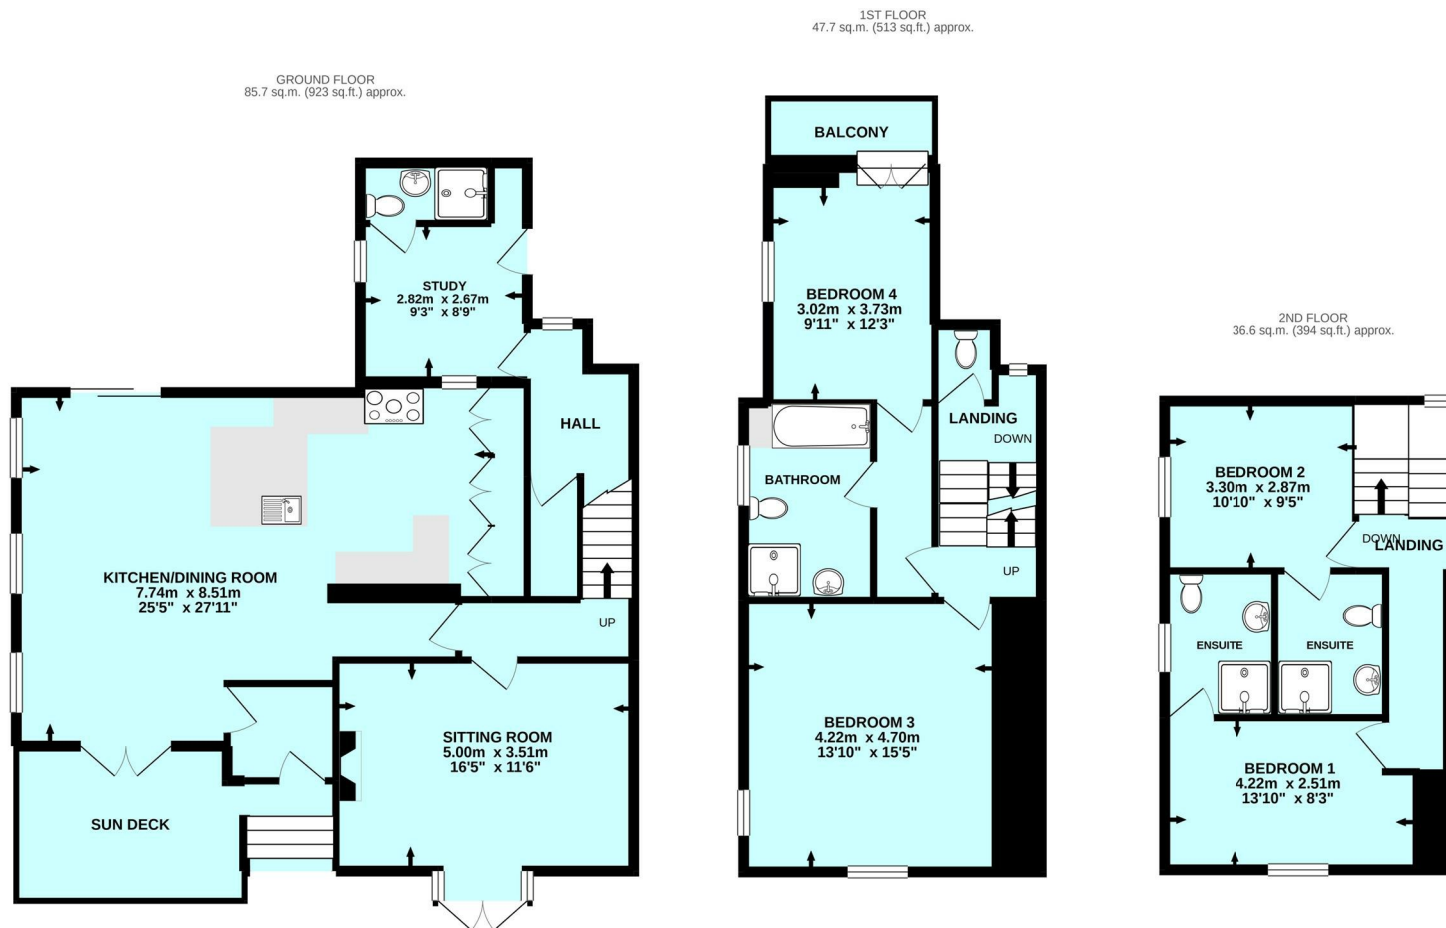 GROUND FLOOR
85.7 sq.m. (923 sq.ft.) approx.
STUDY
2.82m x 2.67m
9'3" x 8'9"
HALL
KITCHEN/DINING ROOM
7.74m x 8.51m
25'5" x 27'11"
UP
SITTING ROOM
5.00m x 3.51m
16'5" x 11'6"
SUN DECK
1ST FLOOR
47.7 sq.m. (513 sq.ft.) approx.
BALCONY
BEDROOM 4
3.02m x 3.73m
9'11" x 12'3"
LANDING
DOWN
BATHROOM
UP
BEDROOM 3
4.22m x 4.70m
13'10" x 15'5"
2ND FLOOR
36.6 sq.m. (394 sq.ft.) approx.
BEDROOM 2
3.30m x 2.87m
10'10" x 9'5"
DOWN
LANDING
ENSUITE
ENSUITE
BEDROOM 1
4.22m x 2.51m
13'10" x 8'3"